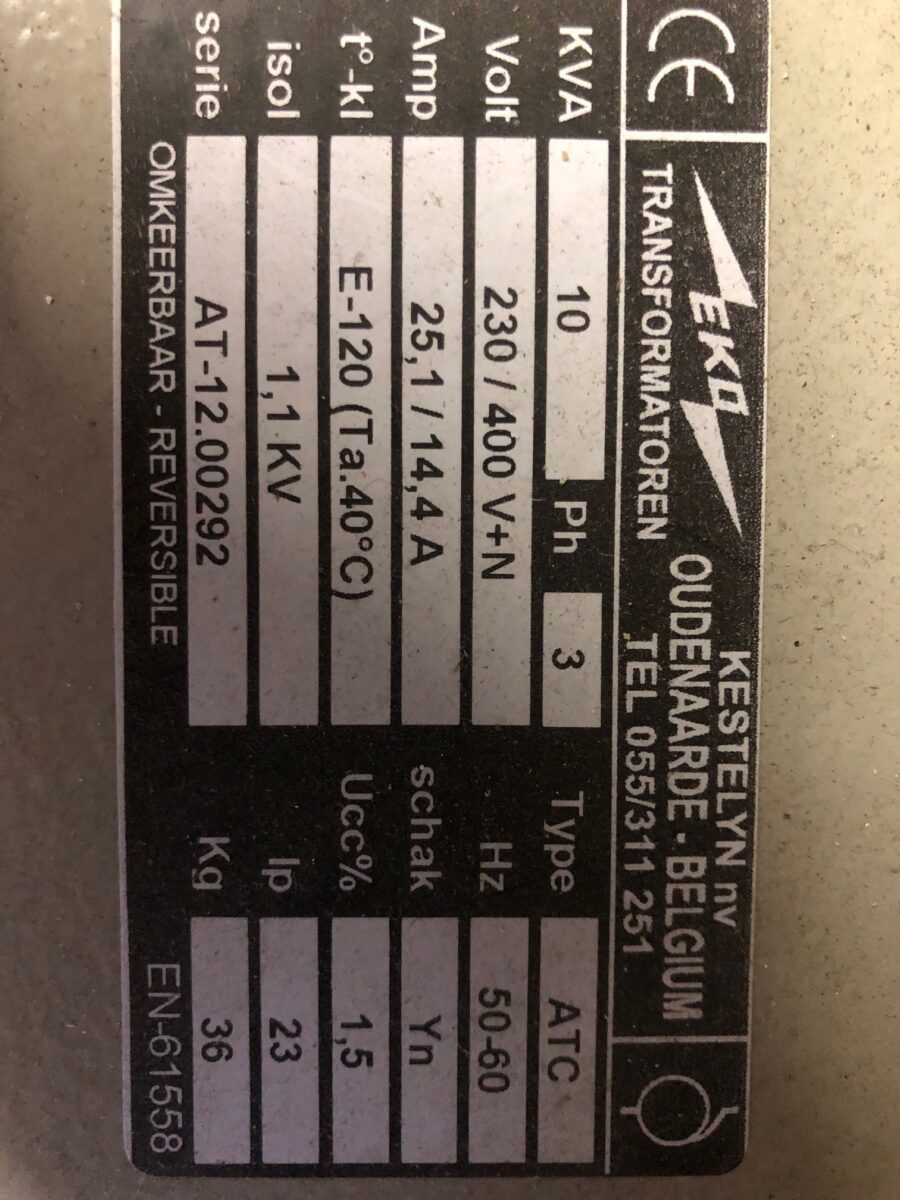 CE
EKO
TRANSFORMATOREN
KESTELYN nv
OUDENAARDE - BELGIUM
TEL 055/311 251
KVA 10 Ph 3 Type ATC
Volt 230 / 400 V+N Hz 50-60
Amp 25,1 / 14,4 A schak Yn
t°-kl E-120 (Ta.40°C) Ucc% 1,5
isol 1,1 KV Ip 23
serie AT-12.00292 Kg 36
OMKEERBAAR - REVERSIBLE EN-61558